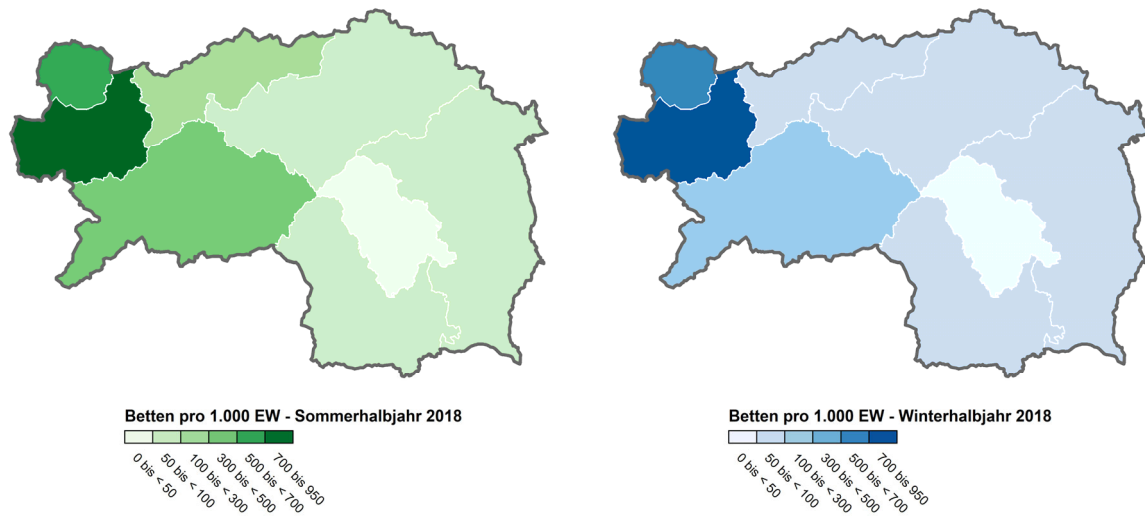 Betten pro 1.000 EW - Sommerhalbjahr 2018
0 bis < 50
50 bis < 100
100 bis < 300
300 bis < 500
500 bis < 700
700 bis 950
Betten pro 1.000 EW - Winterhalbjahr 2018
0 bis < 50
50 bis < 100
100 bis < 300
300 bis < 500
500 bis < 700
700 bis 950